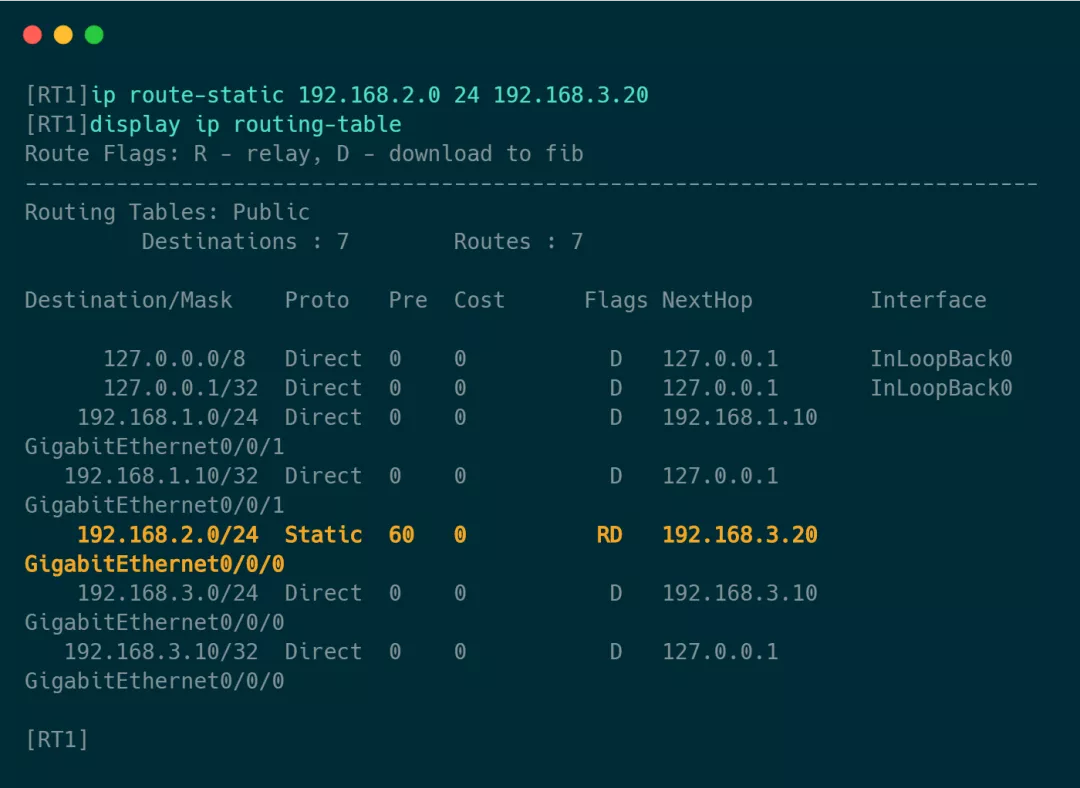 [RT1]ip route-static 192.168.2.0 24 192.168.3.20
[RT1]display ip routing-table
Route Flags: R - relay, D - download to fib
------------------------------------------------------------------------------
Routing Tables: Public
         Destinations : 7        Routes : 7

Destination/Mask    Proto   Pre  Cost      Flags NextHop         Interface

      127.0.0.0/8   Direct  0    0           D   127.0.0.1       InLoopBack0
      127.0.0.1/32  Direct  0    0           D   127.0.0.1       InLoopBack0
    192.168.1.0/24  Direct  0    0           D   192.168.1.10
GigabitEthernet0/0/1
   192.168.1.10/32  Direct  0    0           D   127.0.0.1
GigabitEthernet0/0/1
    192.168.2.0/24  Static  60   0          RD   192.168.3.20
GigabitEthernet0/0/0
    192.168.3.0/24  Direct  0    0           D   192.168.3.10
GigabitEthernet0/0/0
   192.168.3.10/32  Direct  0    0           D   127.0.0.1
GigabitEthernet0/0/0

[RT1]